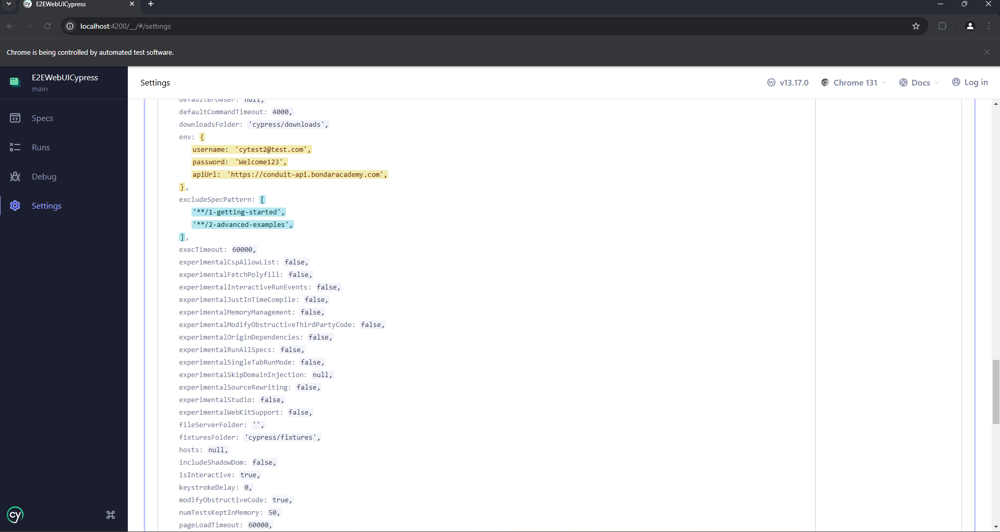 E2EWebUICypress
localhost:4200/__/#/settings
Chrome is being controlled by automated test software.
E2EWebUICypress
main
Specs
Runs
Debug
Settings
cy
Settings
v13.17.0
Chrome 131
Docs
Log in
defaultBrowser: null,
defaultCommandTimeout: 4000,
downloadsFolder: 'cypress/downloads',
env: {
username: 'cytest2@test.com',
password: 'Welcome123',
apiUrl: 'https://conduit-api.bondaracademy.com',
},
excludeSpecPattern: [
'**/1-getting-started',
'**/2-advanced-examples',
],
execTimeout: 60000,
experimentalCspAllowList: false,
experimentalFetchPolyfill: false,
experimentalInteractiveRunEvents: false,
experimentalJustInTimeCompile: false,
experimentalMemoryManagement: false,
experimentalModifyObstructiveThirdPartyCode: false,
experimentalOriginDependencies: false,
experimentalRunAllSpecs: false,
experimentalSingleTabRunMode: false,
experimentalSkipDomainInjection: null,
experimentalSourceRewriting: false,
experimentalStudio: false,
experimentalWebKitSupport: false,
fileServerFolder: '',
fixturesFolder: 'cypress/fixtures',
hosts: null,
includeShadowDom: false,
isInteractive: true,
keystrokeDelay: 0,
modifyObstructiveCode: true,
numTestsKeptInMemory: 50,
pageLoadTimeout: 60000,